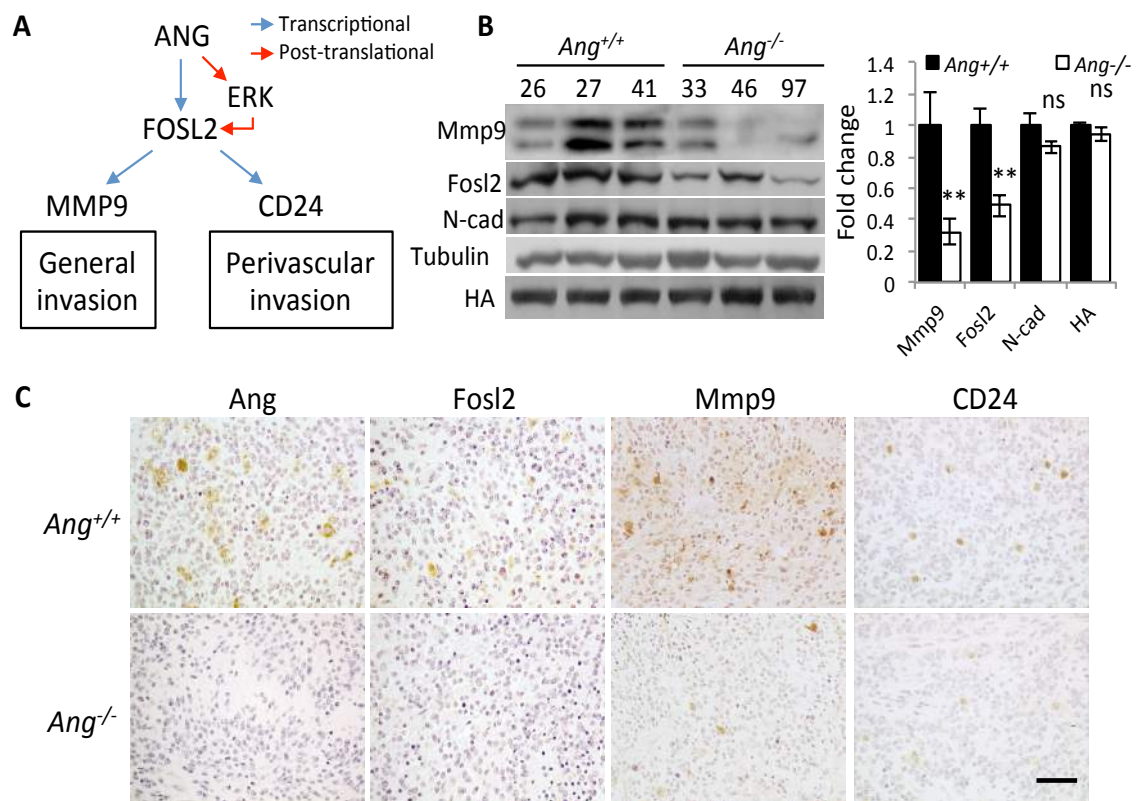 A
ANG
Transcriptional
Post-translational
ERK
FOSL2
MMP9
CD24
General
invasion
Perivascular
invasion
B
Ang+/+ Ang-/-
26 27 41 33 46 97
Mmp9
Fosl2
N-cad
Tubulin
HA
Ang+/+ Ang-/-
Fold change
1.4
1.2
1
0.8
0.6
0.4
0.2
0
**
**
ns
ns
Mmp9
Fosl2
N-cad
HA
C
Ang Fosl2 Mmp9 CD24
Ang+/+
Ang-/-